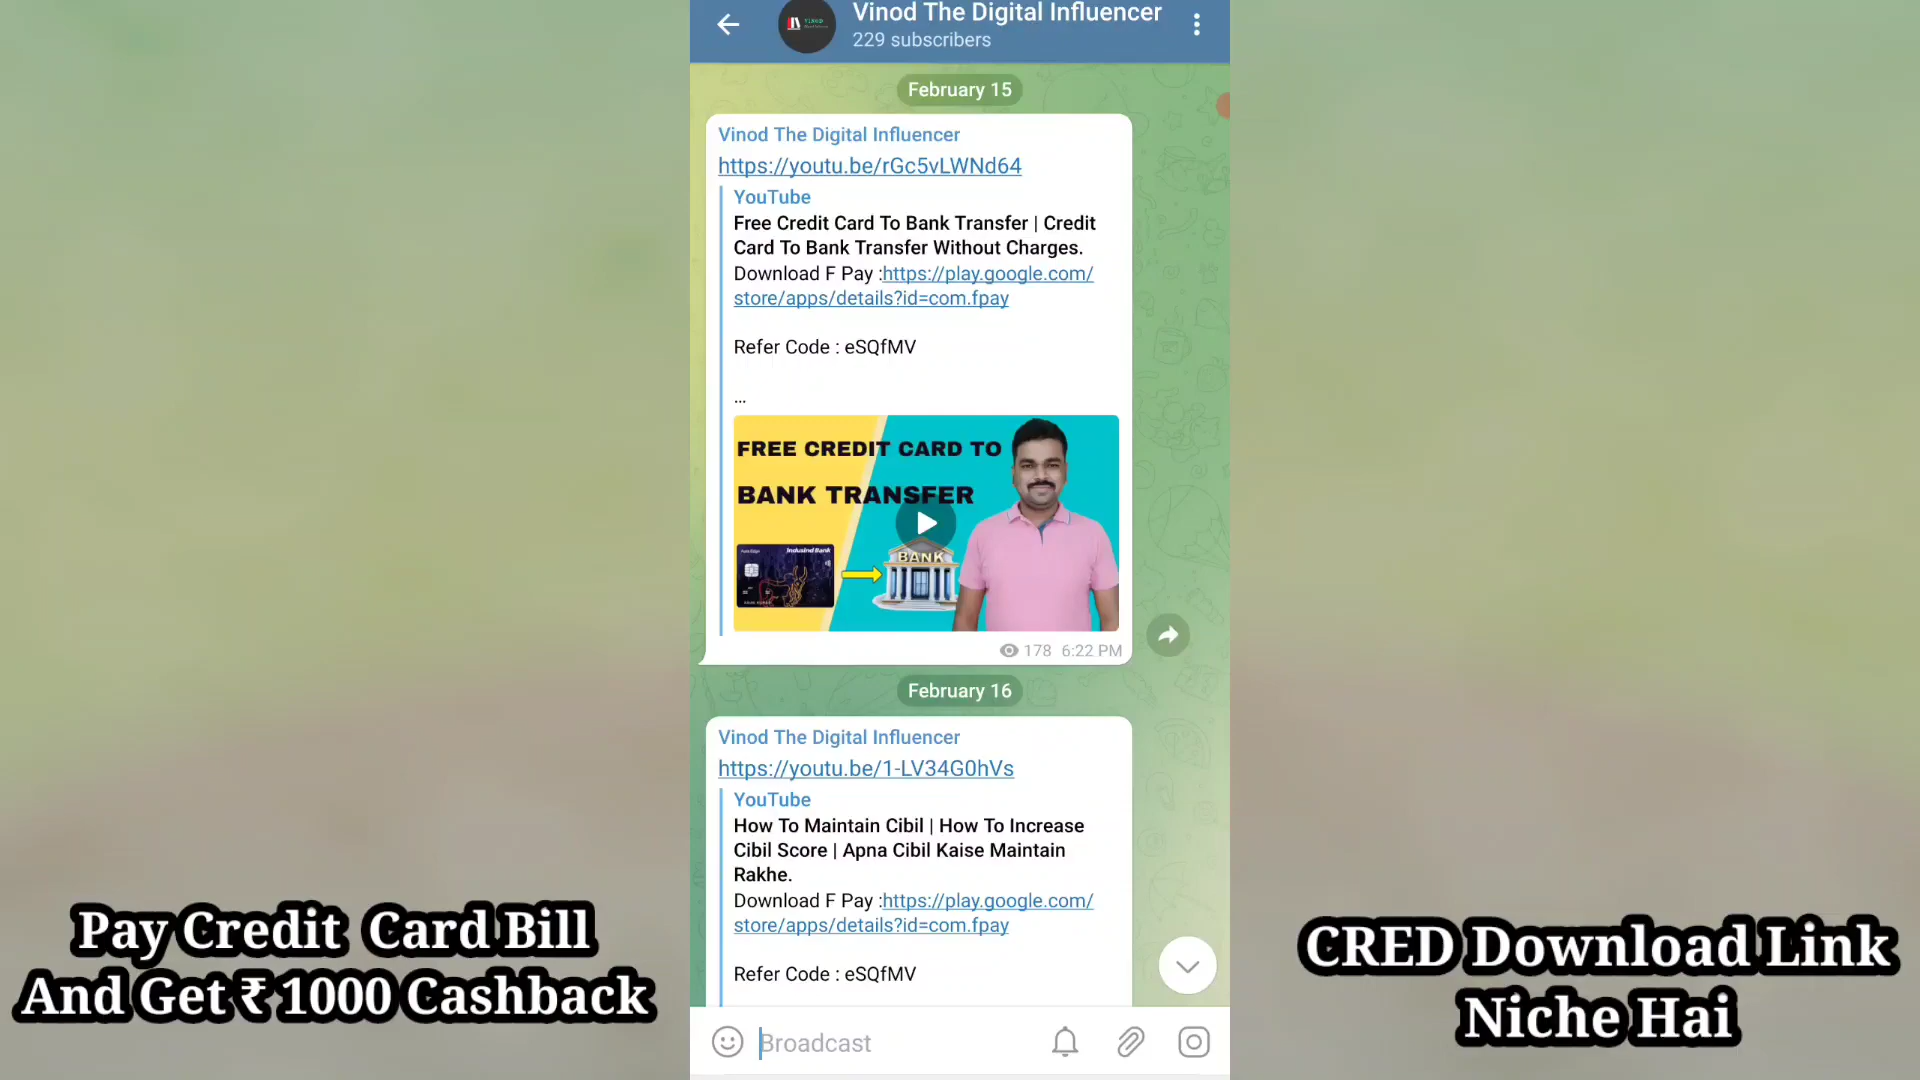 Vinod The Digital Influencer
229 subscribers
February 15
Vinod The Digital Influencer
https://youtu.be/rGc5vLWNd64
YouTube
Free Credit Card To Bank Transfer | Credit
Card To Bank Transfer Without Charges.
Download F Pay :https://play.google.com/
store/apps/details?id=com.fpay
Refer Code : eSQfMV
...
FREE CREDIT CARD TO
BANK TRANSFER
IndusInd Bank
BANK
178 6:22 PM
February 16
Vinod The Digital Influencer
https://youtu.be/1-LV34G0hVs
YouTube
How To Maintain Cibil | How To Increase
Cibil Score | Apna Cibil Kaise Maintain
Rakhe.
Download F Pay :https://play.google.com/
store/apps/details?id=com.fpay
Refer Code : eSQfMV
Broadcast
Pay Credit Card Bill
And Get ₹ 1000 Cashback
CRED Download Link
Niche Hai